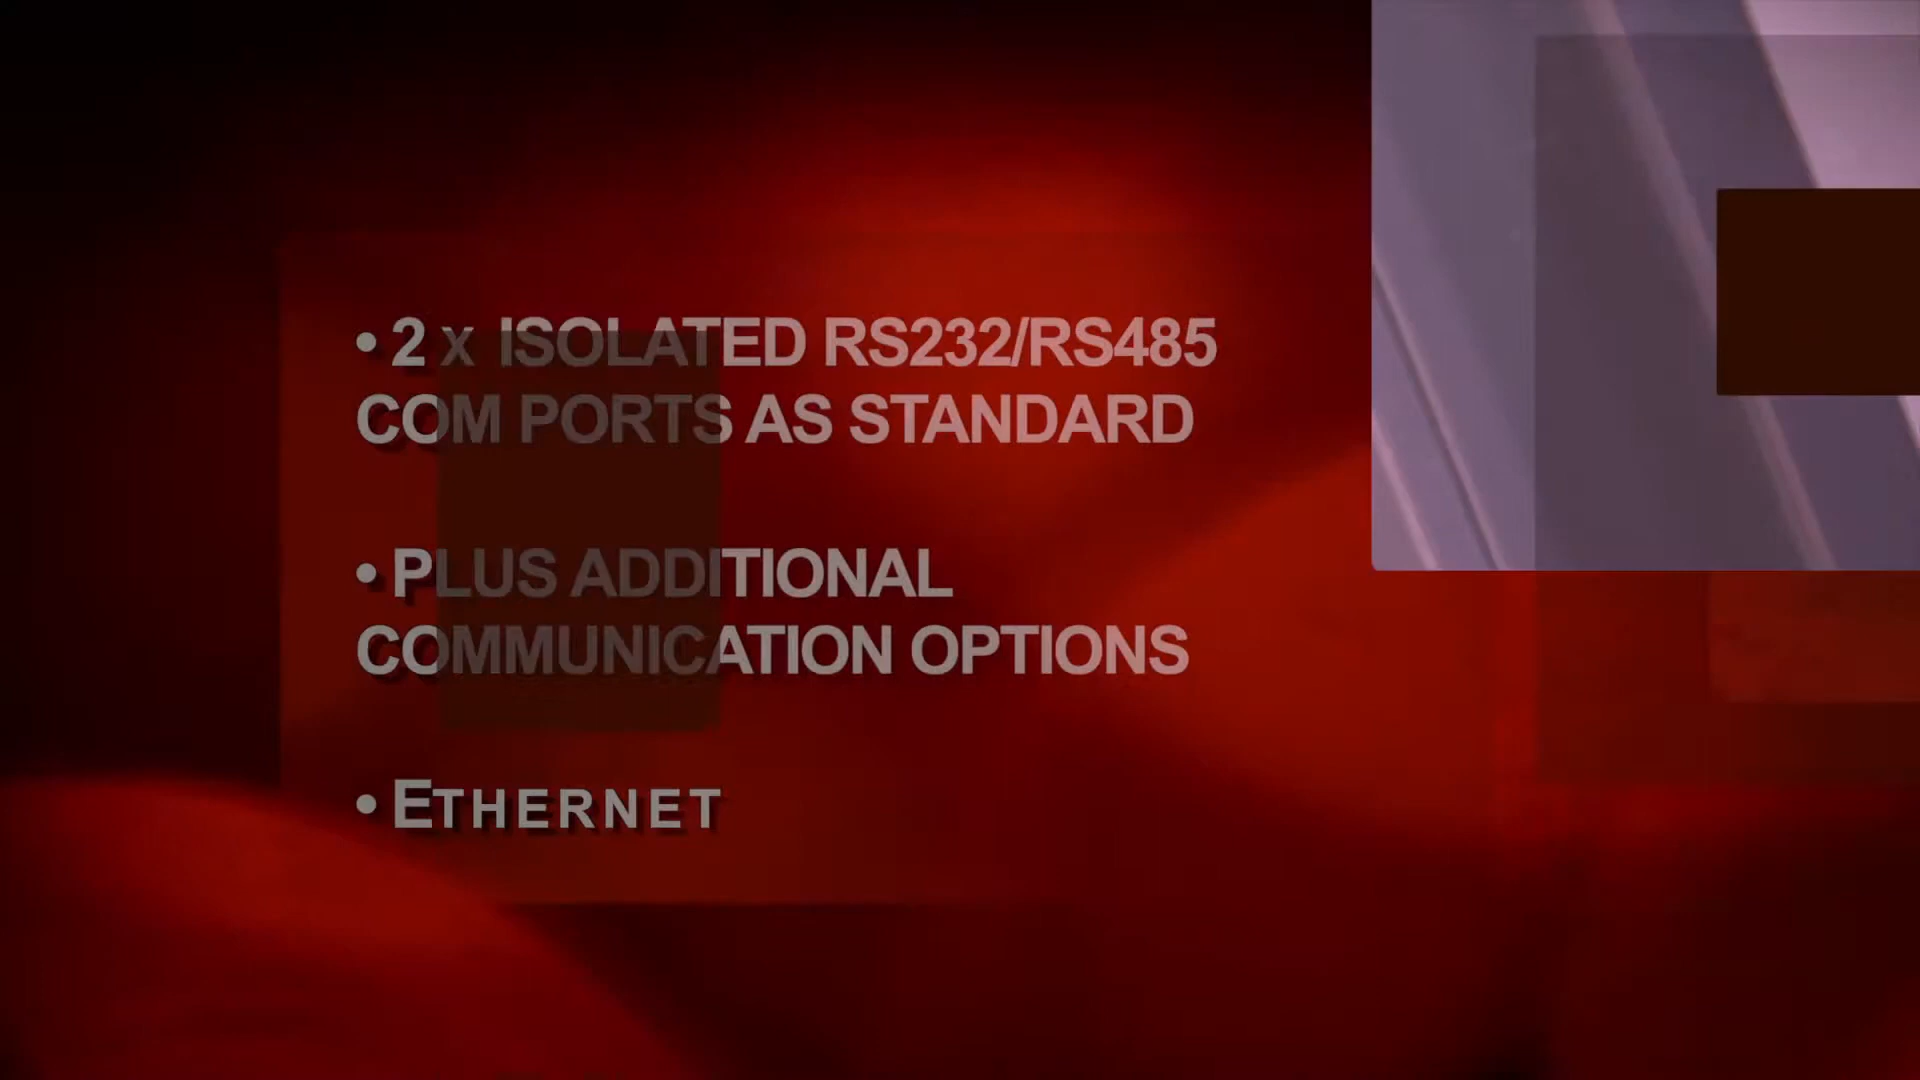 • 2 x ISOLATED RS232/RS485
COM PORTS AS STANDARD
• PLUS ADDITIONAL
COMMUNICATION OPTIONS
• ETHERNET